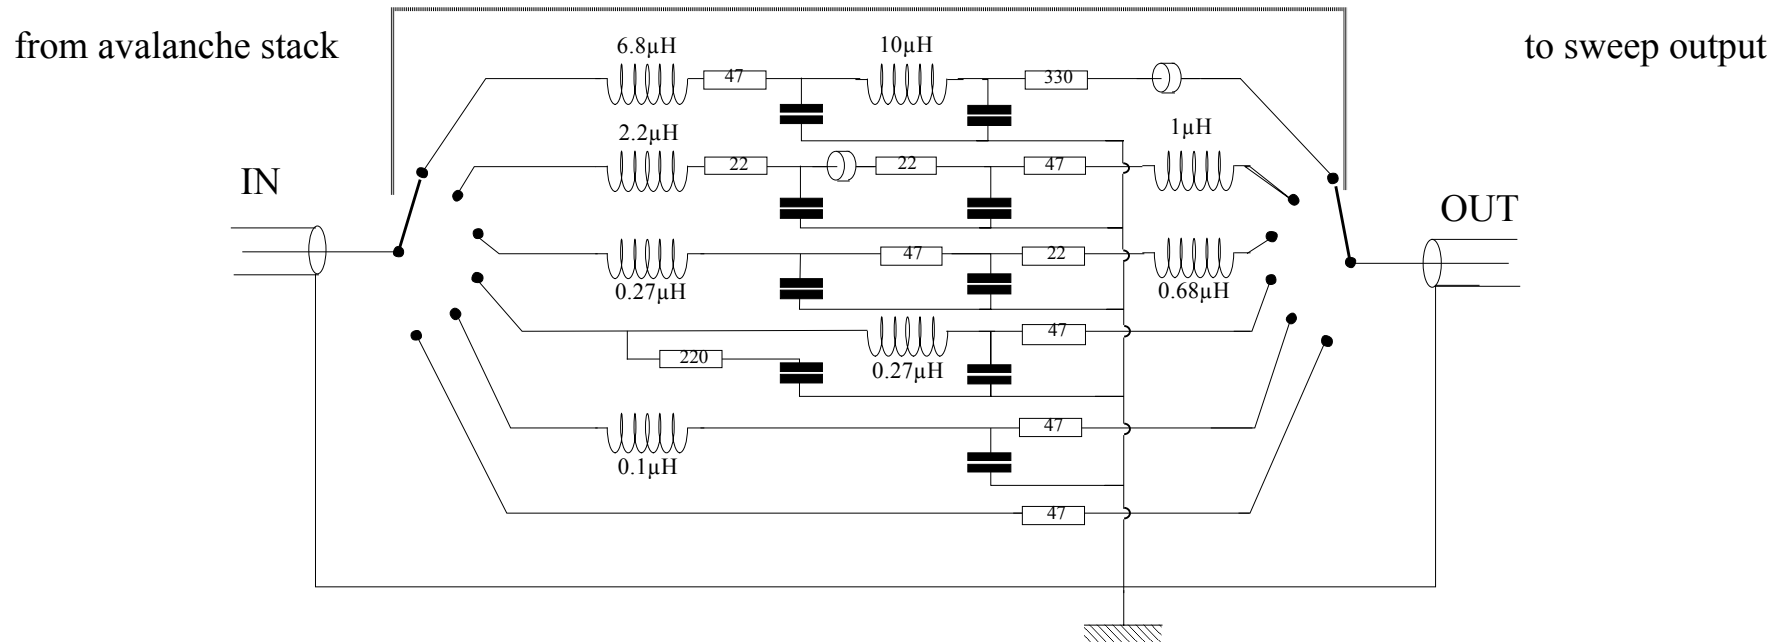 from avalanche stack
to sweep output
6.8µH
47
10µH
330
2.2µH
22
22
47
1µH
IN
OUT
0.27µH
47
22
0.68µH
220
0.27µH
47
0.1µH
47
47